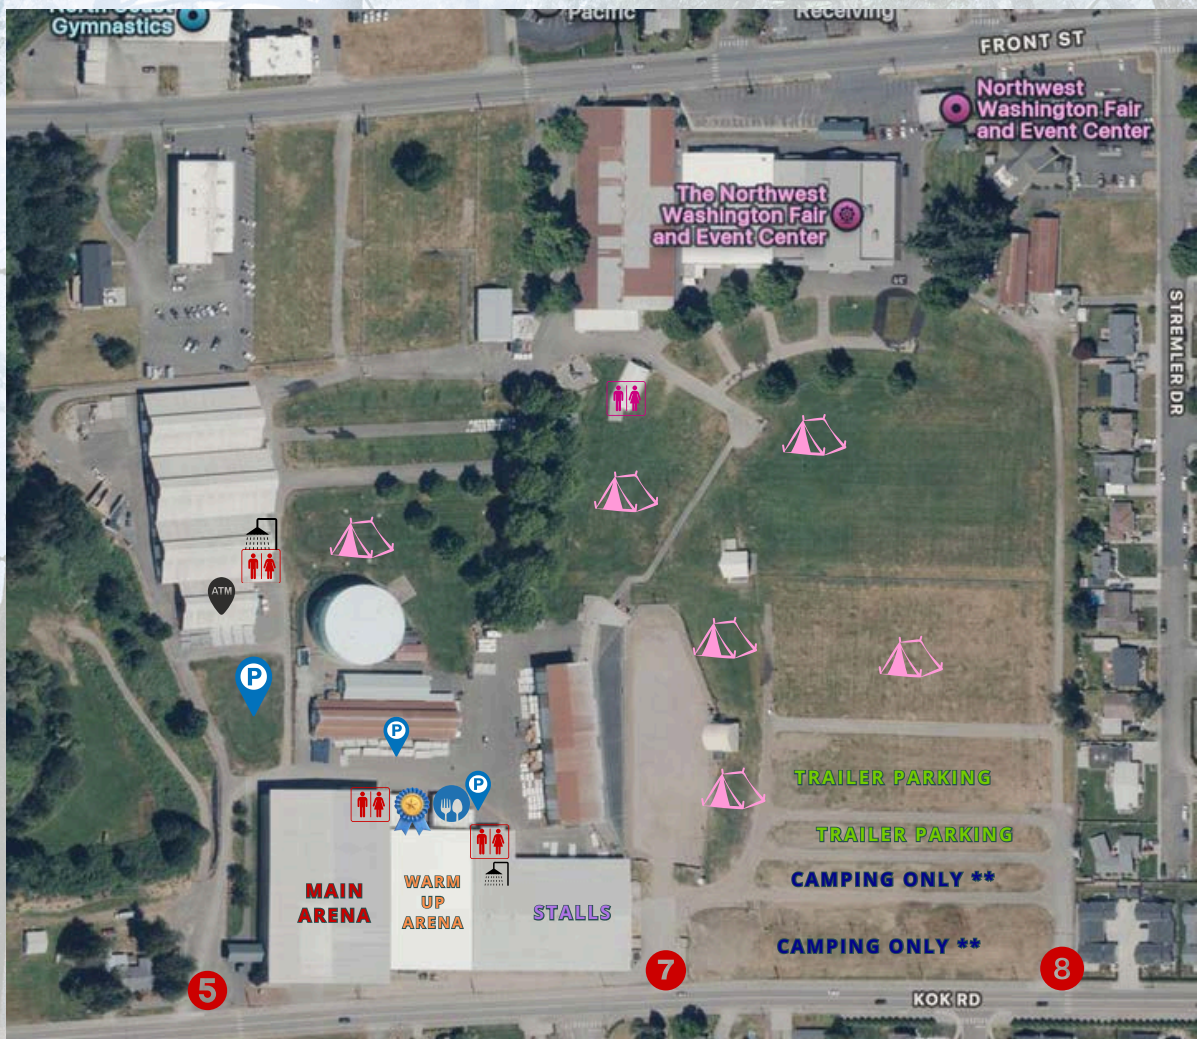 North Coast
Gymnastics
Pacific
Receiving
FRONT ST
Northwest
Washington Fair
and Event Center
The Northwest
Washington Fair
and Event Center
STREMLER DR
ATM
P
P
P
TRAILER PARKING
TRAILER PARKING
CAMPING ONLY **
MAIN
ARENA
WARM
UP
ARENA
STALLS
CAMPING ONLY **
5
7
8
KOK RD